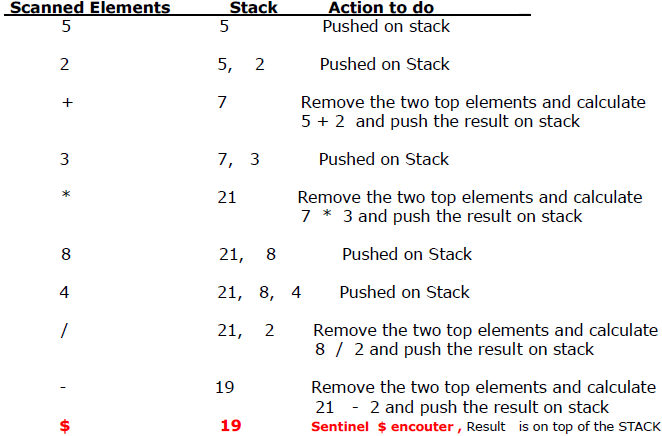 Scanned Elements Stack Action to do
5 5 Pushed on stack
2 5, 2 Pushed on Stack
+ 7 Remove the two top elements and calculate
5 + 2 and push the result on stack
3 7, 3 Pushed on Stack
* 21 Remove the two top elements and calculate
7 * 3 and push the result on stack
8 21, 8 Pushed on Stack
4 21, 8, 4 Pushed on Stack
/ 21, 2 Remove the two top elements and calculate
8 / 2 and push the result on stack
- 19 Remove the two top elements and calculate
21 - 2 and push the result on stack
$ 19 Sentinel $ encouter , Result is on top of the STACK